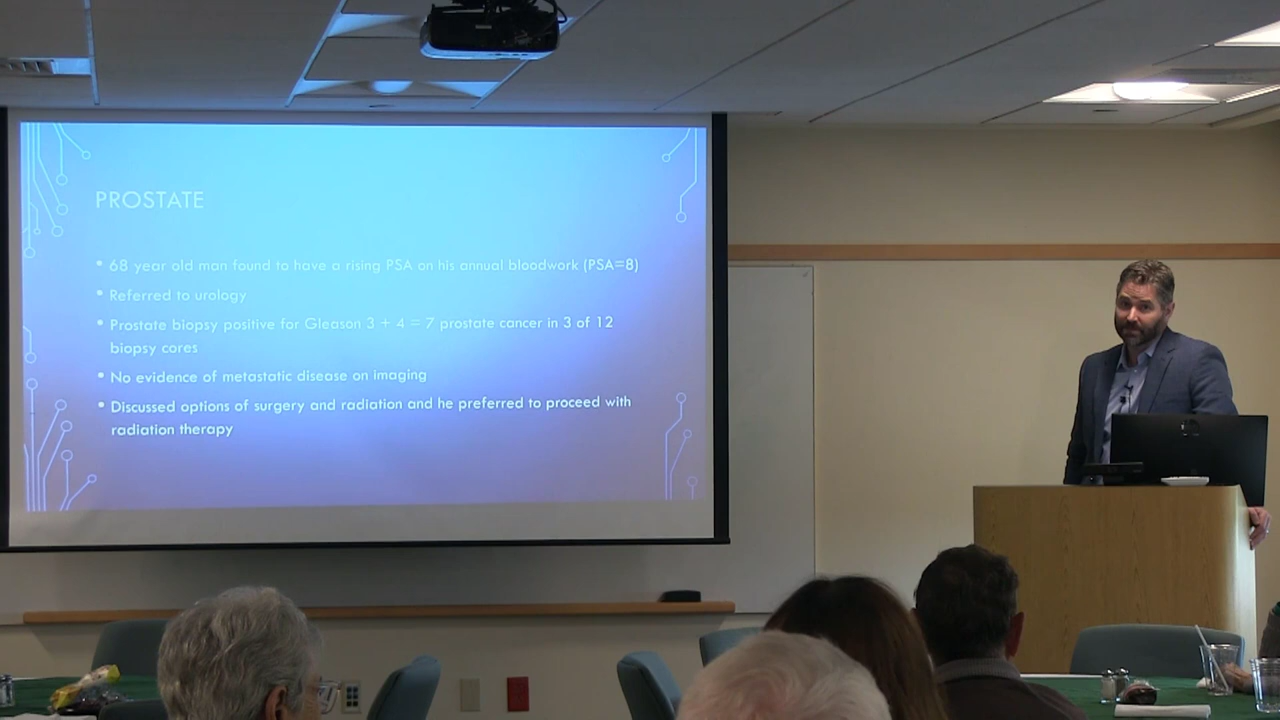 PROSTATE
• 68 year old man found to have a rising PSA on his annual bloodwork (PSA=8)
• Referred to urology
• Prostate biopsy positive for Gleason 3 + 4 = 7 prostate cancer in 3 of 12
biopsy cores
• No evidence of metastatic disease on imaging
• Discussed options of surgery and radiation and he preferred to proceed with
radiation therapy